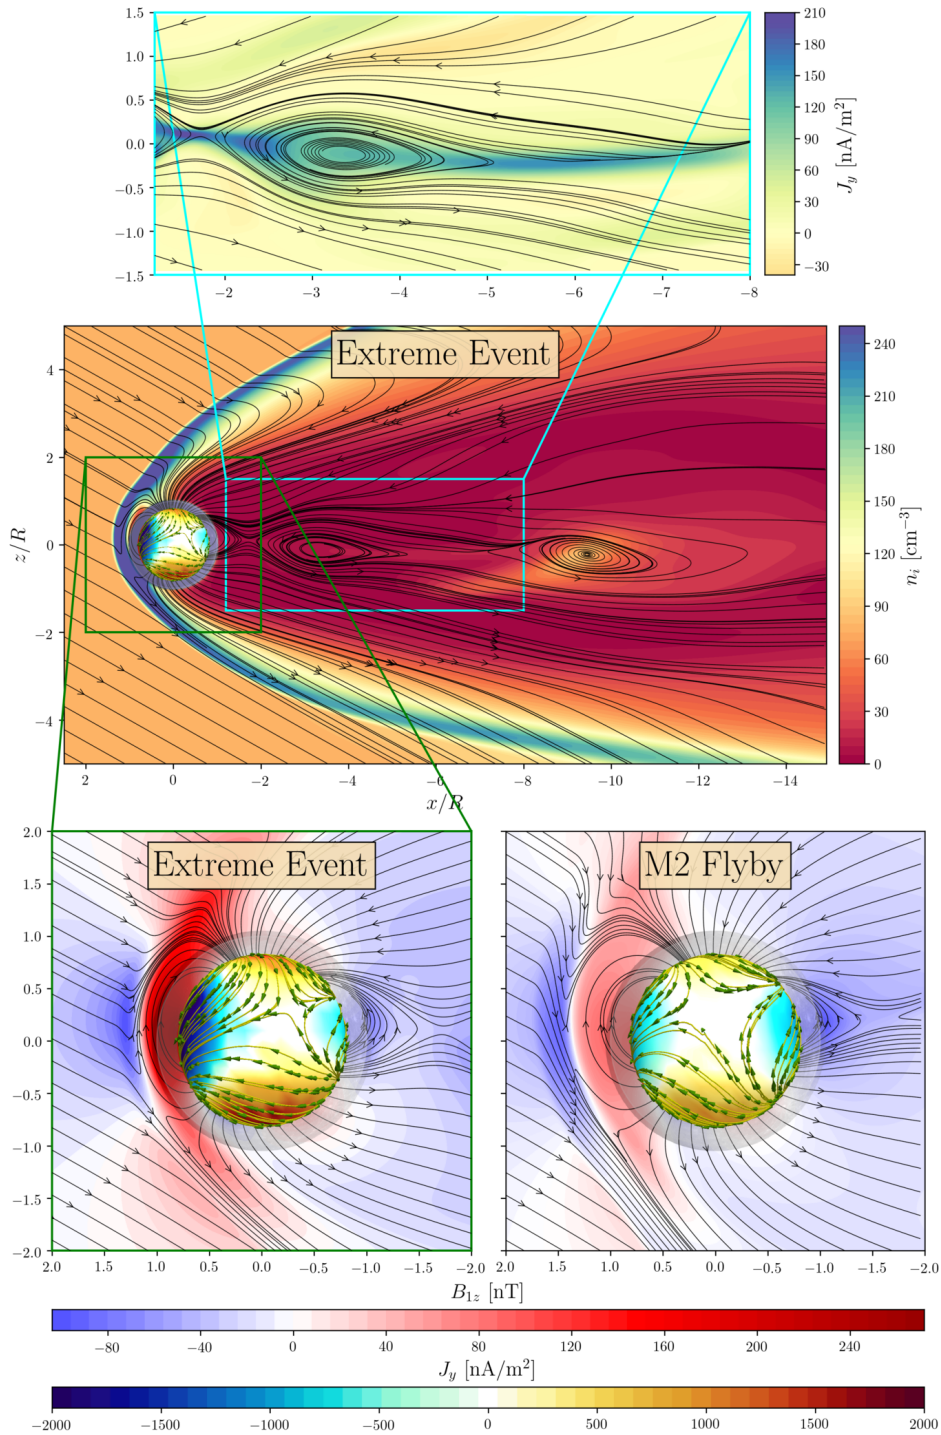 1.5
1.0
0.5
0.0
−0.5
−1.0
−1.5
−2 −3 −4 −5 −6 −7 −8
210
180
150
120
90
60
30
0
−30
J_y [nA/m²]
Extreme Event
4
2
0
−2
−4
z/R
2 0 −2 −4 −6 −8 −10 −12 −14
x/R
240
210
180
150
120
90
60
30
0
n_i [cm⁻³]
Extreme Event
2.0
1.5
1.0
0.5
0.0
−0.5
−1.0
−1.5
−2.0
2.0 1.5 1.0 0.5 0.0 −0.5 −1.0 −1.5 −2.0
M2 Flyby
2.0 1.5 1.0 0.5 0.0 −0.5 −1.0 −1.5 −2.0
B_{1z} [nT]
−80 −40 0 40 80 120 160 200 240
J_y [nA/m²]
−2000 −1500 −1000 −500 0 500 1000 1500 2000